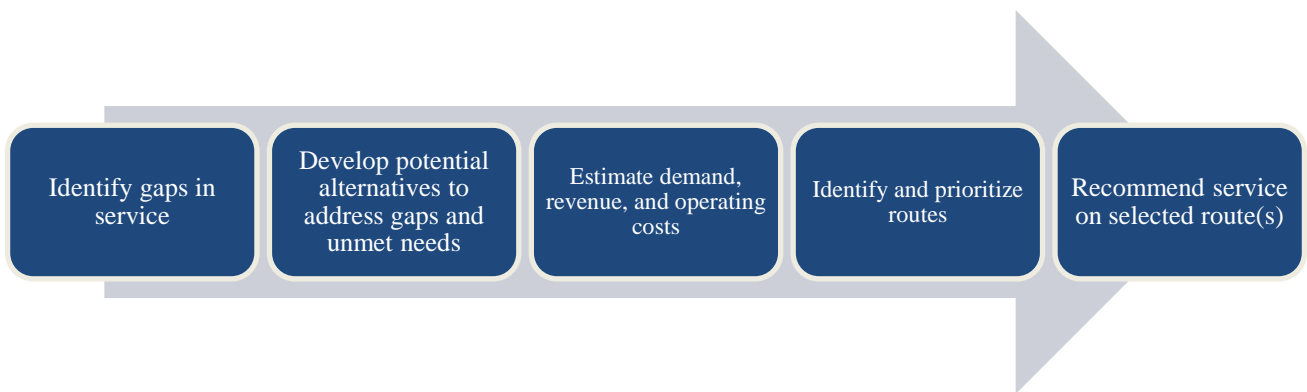 Identify gaps in
service
Develop potential
alternatives to
address gaps and
unmet needs
Estimate demand,
revenue, and operating
costs
Identify and prioritize
routes
Recommend service
on selected route(s)